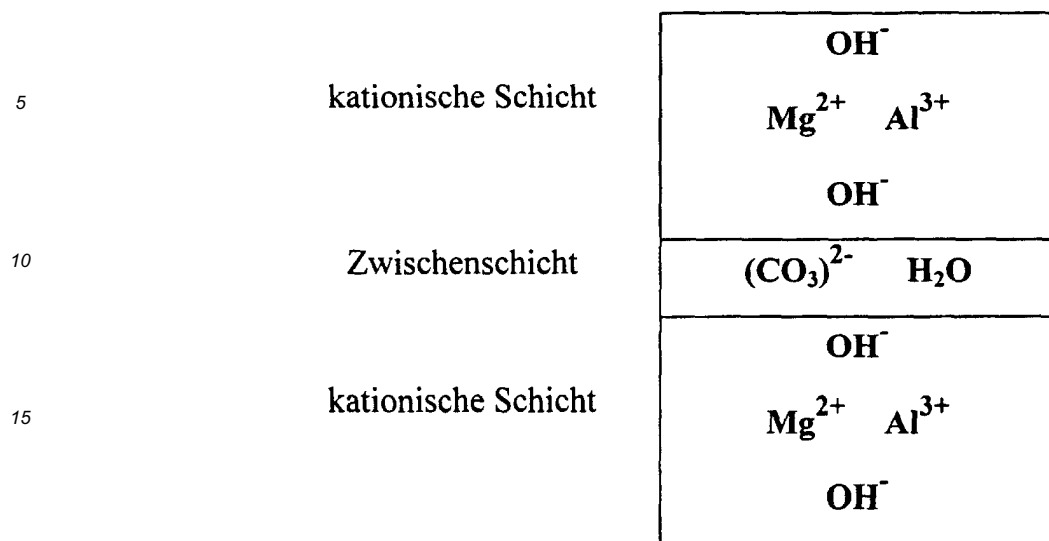 OH⁻
5 kationische Schicht Mg²⁺ Al³⁺
OH⁻
10 Zwischenschicht (CO₃)²⁻ H₂O
OH⁻
15 kationische Schicht Mg²⁺ Al³⁺
OH⁻